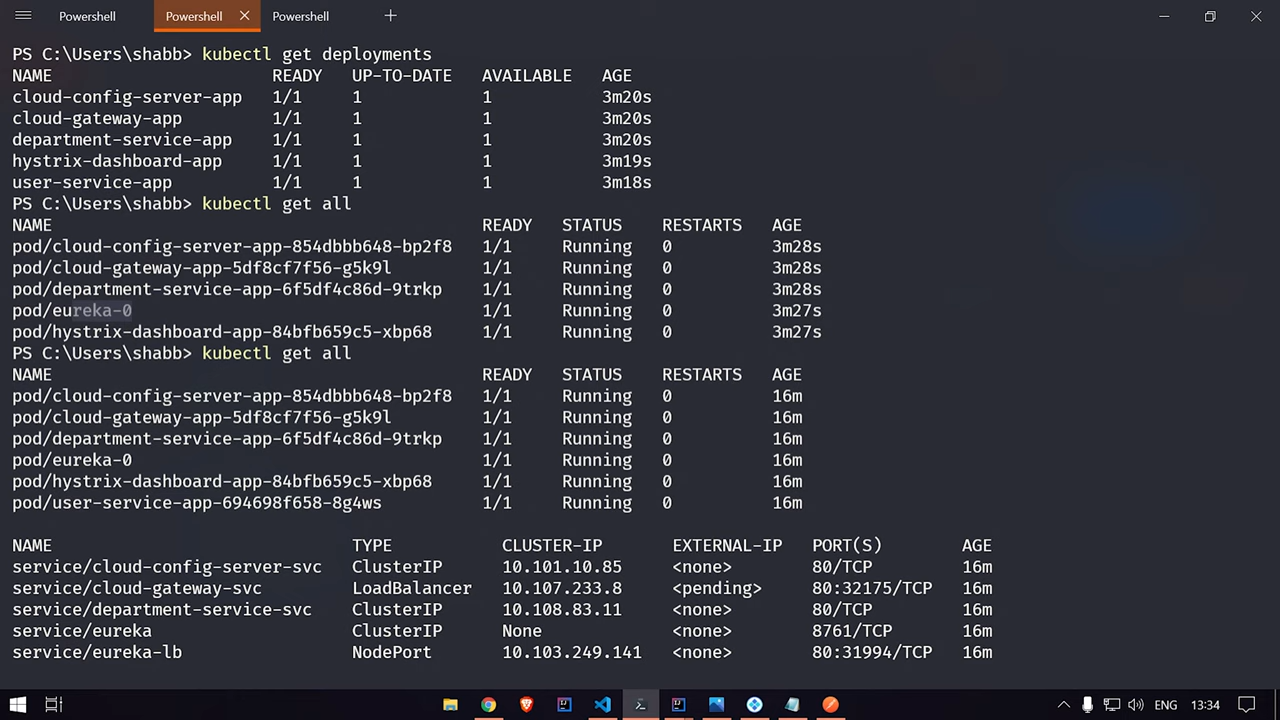 Powershell Powershell Powershell
PS C:\Users\shabb> kubectl get deployments
NAME READY UP-TO-DATE AVAILABLE AGE
cloud-config-server-app 1/1 1 1 3m20s
cloud-gateway-app 1/1 1 1 3m20s
department-service-app 1/1 1 1 3m20s
hystrix-dashboard-app 1/1 1 1 3m19s
user-service-app 1/1 1 1 3m18s
PS C:\Users\shabb> kubectl get all
NAME READY STATUS RESTARTS AGE
pod/cloud-config-server-app-854dbbb648-bp2f8 1/1 Running 0 3m28s
pod/cloud-gateway-app-5df8cf7f56-g5k9l 1/1 Running 0 3m28s
pod/department-service-app-6f5df4c86d-9trkp 1/1 Running 0 3m28s
pod/eureka-0 1/1 Running 0 3m27s
pod/hystrix-dashboard-app-84bfb659c5-xbp68 1/1 Running 0 3m27s
PS C:\Users\shabb> kubectl get all
NAME READY STATUS RESTARTS AGE
pod/cloud-config-server-app-854dbbb648-bp2f8 1/1 Running 0 16m
pod/cloud-gateway-app-5df8cf7f56-g5k9l 1/1 Running 0 16m
pod/department-service-app-6f5df4c86d-9trkp 1/1 Running 0 16m
pod/eureka-0 1/1 Running 0 16m
pod/hystrix-dashboard-app-84bfb659c5-xbp68 1/1 Running 0 16m
pod/user-service-app-694698f658-8g4ws 1/1 Running 0 16m
NAME TYPE CLUSTER-IP EXTERNAL-IP PORT(S) AGE
service/cloud-config-server-svc ClusterIP 10.101.10.85 <none> 80/TCP 16m
service/cloud-gateway-svc LoadBalancer 10.107.233.8 <pending> 80:32175/TCP 16m
service/department-service-svc ClusterIP 10.108.83.11 <none> 80/TCP 16m
service/eureka ClusterIP None <none> 8761/TCP 16m
service/eureka-lb NodePort 10.103.249.141 <none> 80:31994/TCP 16m
ENG 13:34